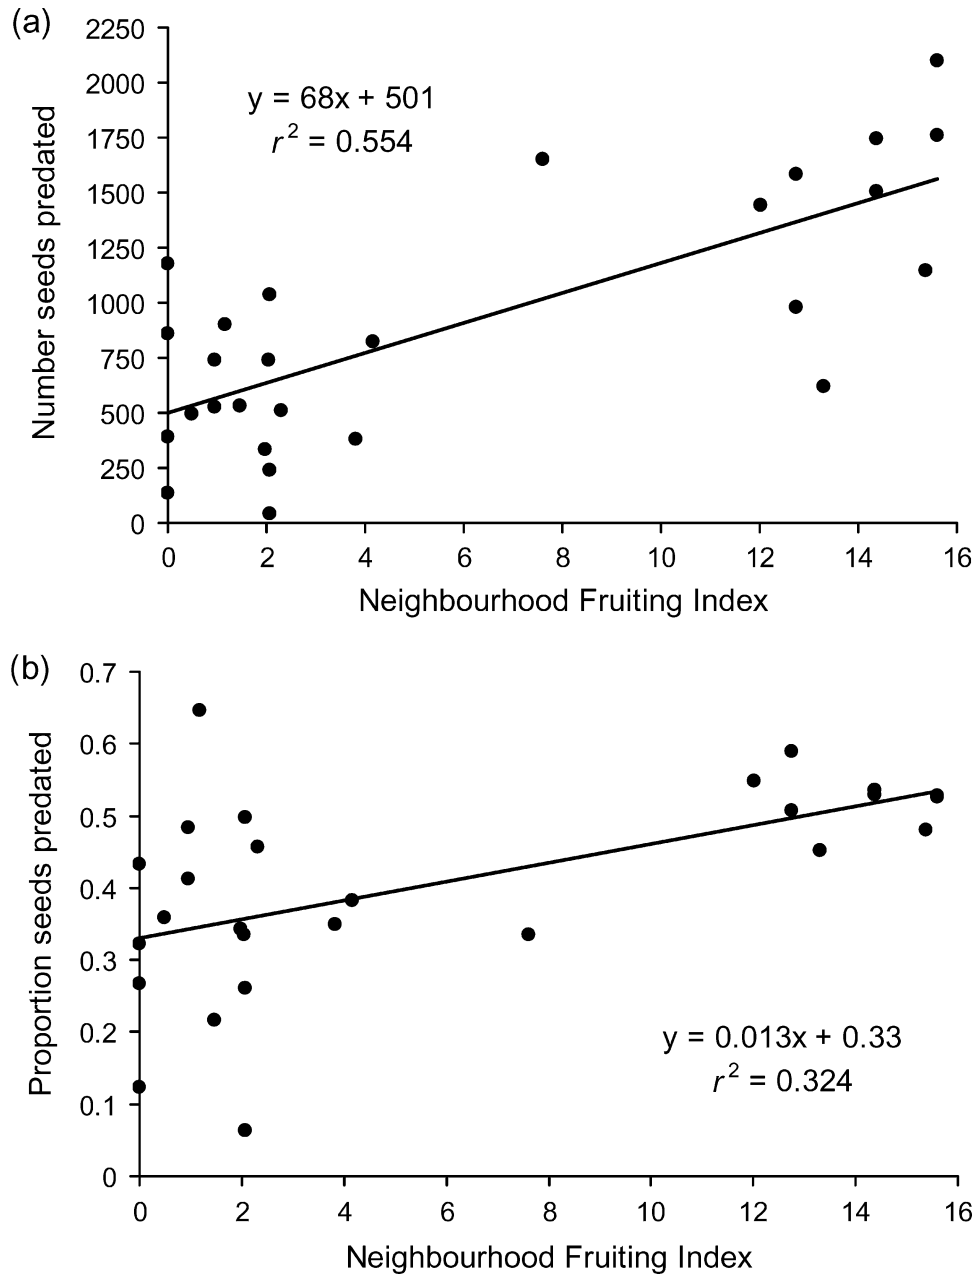 (a)
2250
2000
1750
1500
1250
1000
750
500
250
0
Number seeds predated
y = 68x + 501
r² = 0.554
0 2 4 6 8 10 12 14 16
Neighbourhood Fruiting Index
(b)
0.7
0.6
0.5
0.4
0.3
0.2
0.1
0
Proportion seeds predated
y = 0.013x + 0.33
r² = 0.324
0 2 4 6 8 10 12 14 16
Neighbourhood Fruiting Index